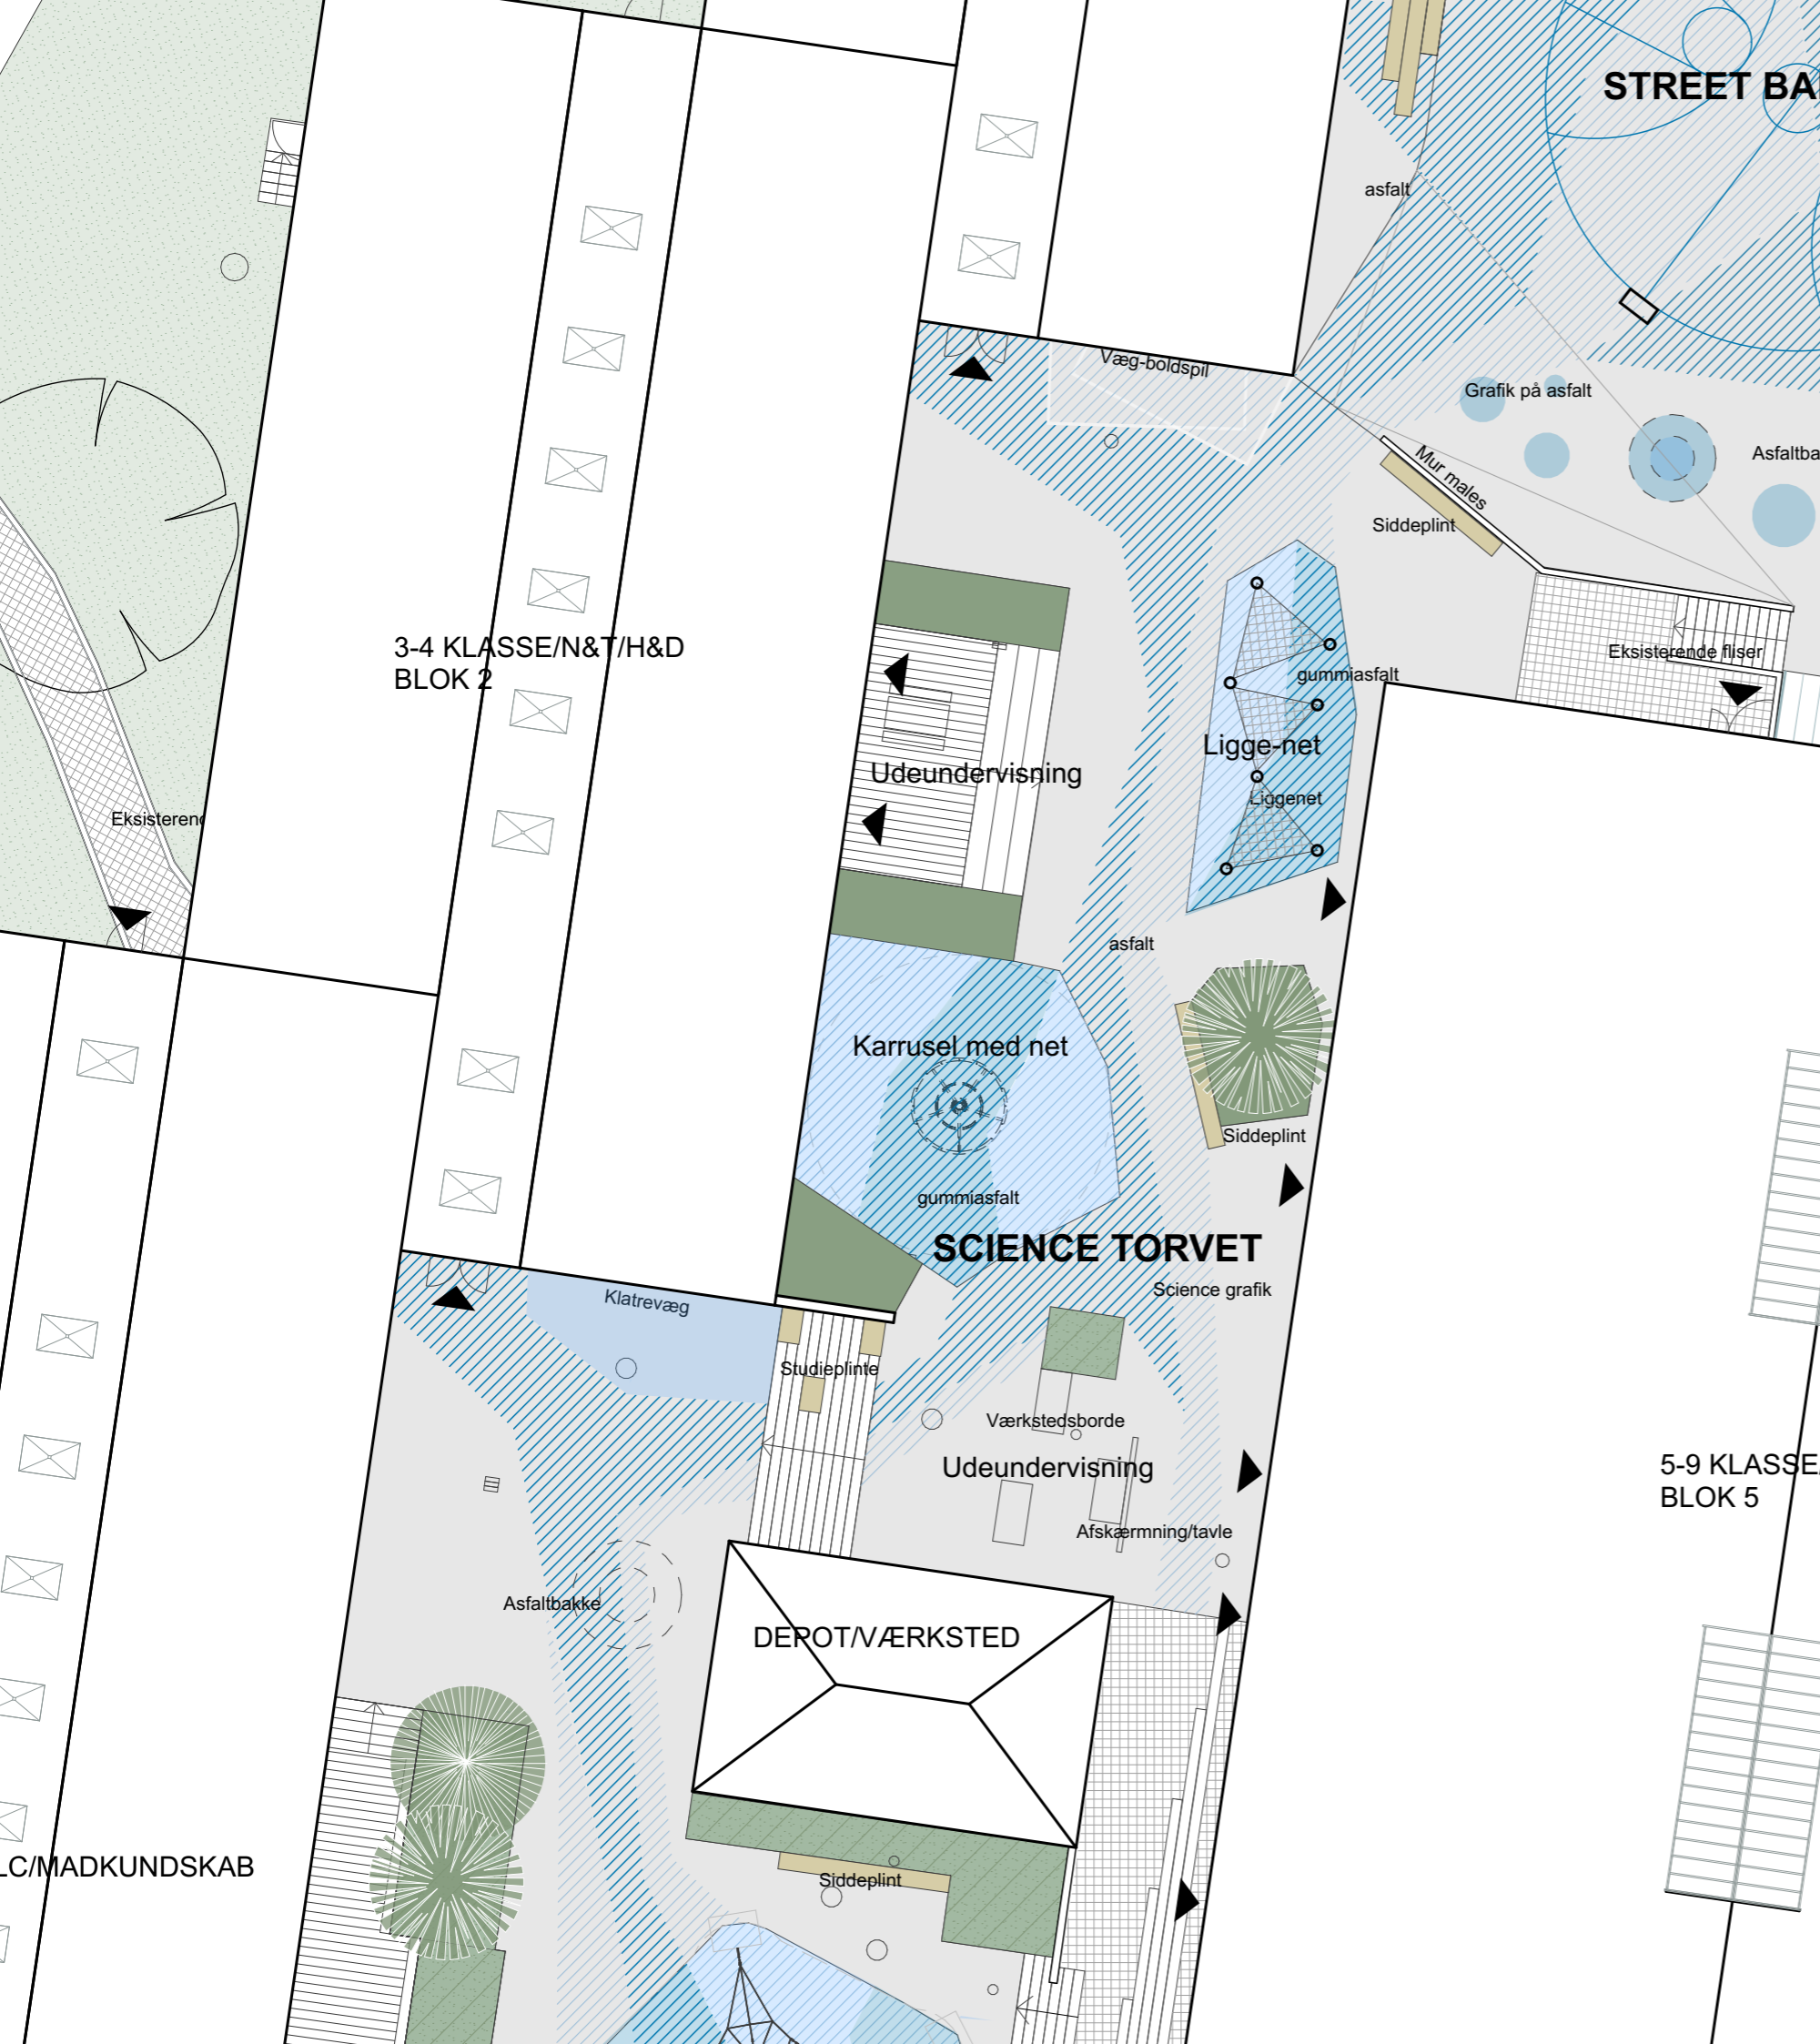 STREET BA
asfalt
Væg-boldspil
Grafik på asfalt
Mur males
Asfaltba
Siddeplint
3-4 KLASSE/N&T/H&D
BLOK 2
Eksisterende fliser
gummiasfalt
Ligge-net
Udeundervisning
Liggenet
Eksisteren
asfalt
Karrusel med net
Siddeplint
gummiasfalt
SCIENCE TORVET
Science grafik
Klatrevæg
Studieplinte
Værkstedsborde
Udeundervisning
5-9 KLASSE/
BLOK 5
Afskærmning/tavle
Asfaltbakke
DEPOT/VÆRKSTED
LC/MADKUNDSKAB
Siddeplint